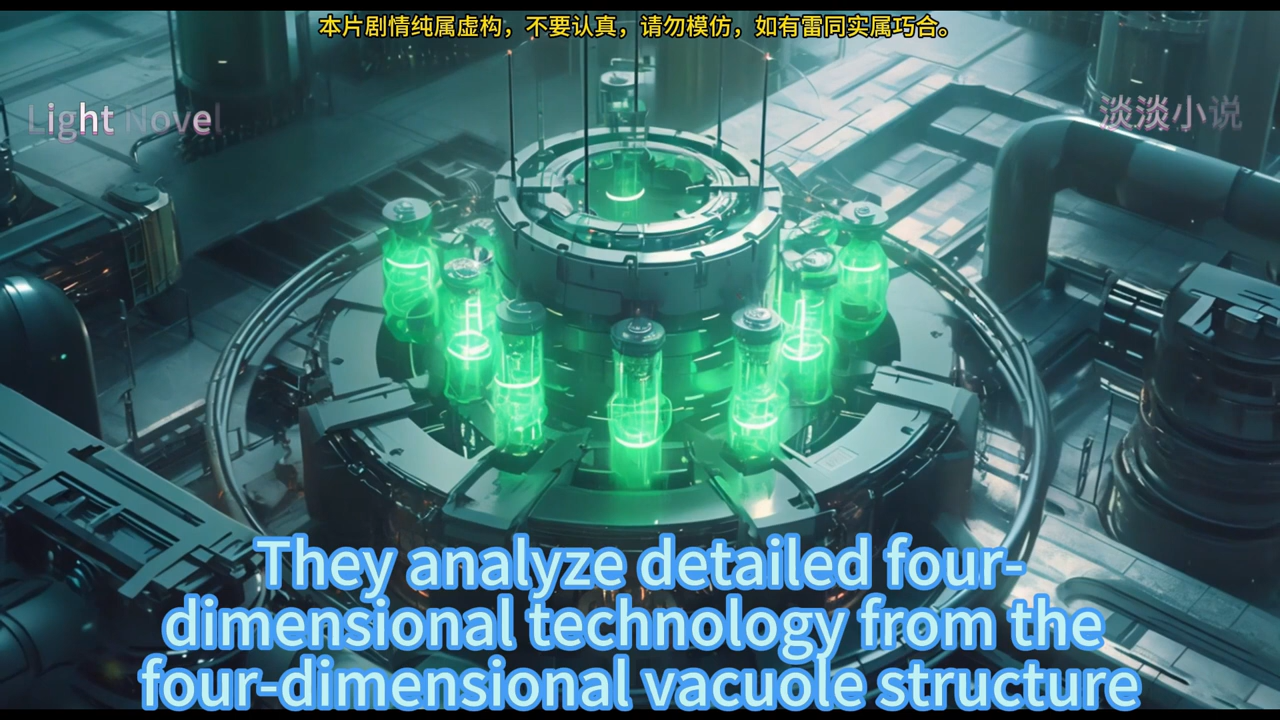 本片剧情纯属虚构，不要认真，请勿模仿，如有雷同实属巧合。
Light Novel
淡淡小说
They analyze detailed four-
dimensional technology from the
four-dimensional vacuole structure